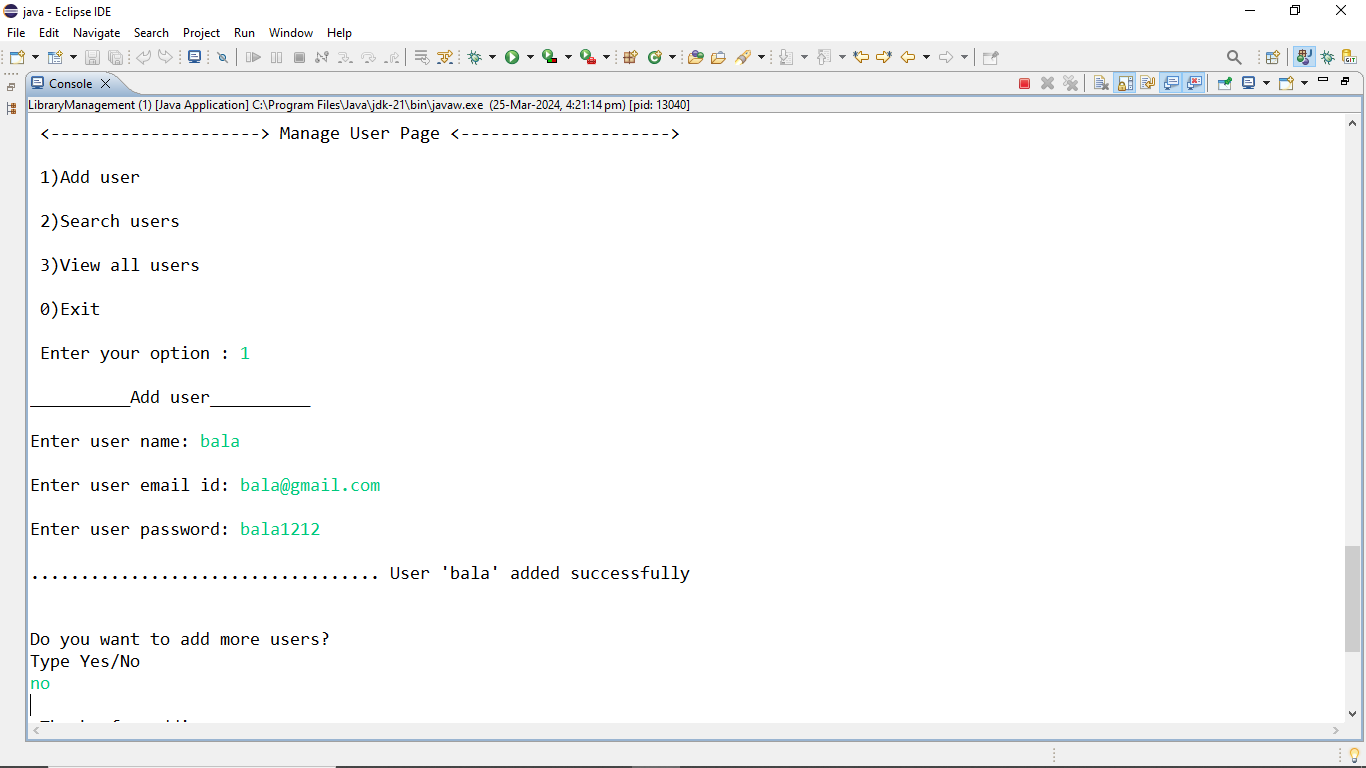 java - Eclipse IDE
File Edit Navigate Search Project Run Window Help
Console
LibraryManagement (1) [Java Application] C:\Program Files\Java\jdk-21\bin\javaw.exe (25-Mar-2024, 4:21:14 pm) [pid: 13040]
<---------------------> Manage User Page <--------------------->
1)Add user
2)Search users
3)View all users
0)Exit
Enter your option : 1
__________Add user__________
Enter user name: bala
Enter user email id: bala@gmail.com
Enter user password: bala1212
................................... User 'bala' added successfully
Do you want to add more users?
Type Yes/No
no